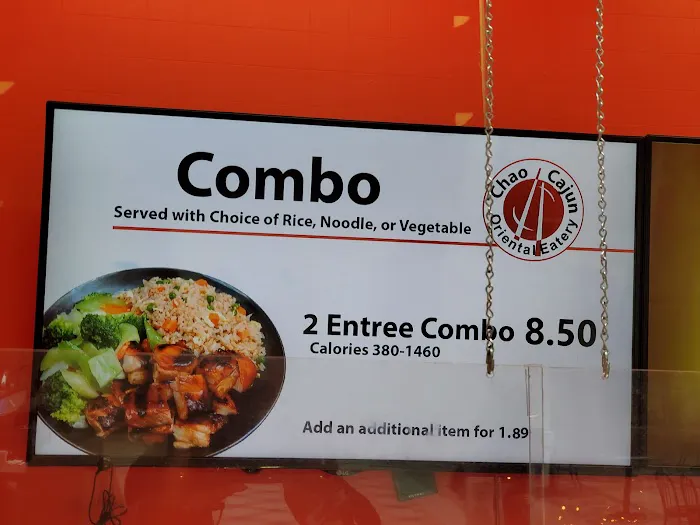 Combo
Served with Choice of Rice, Noodle, or Vegetable
Chao Cajun
Oriental Eatery
2 Entree Combo 8.50
Calories 380-1460
Add an additional item for 1.89